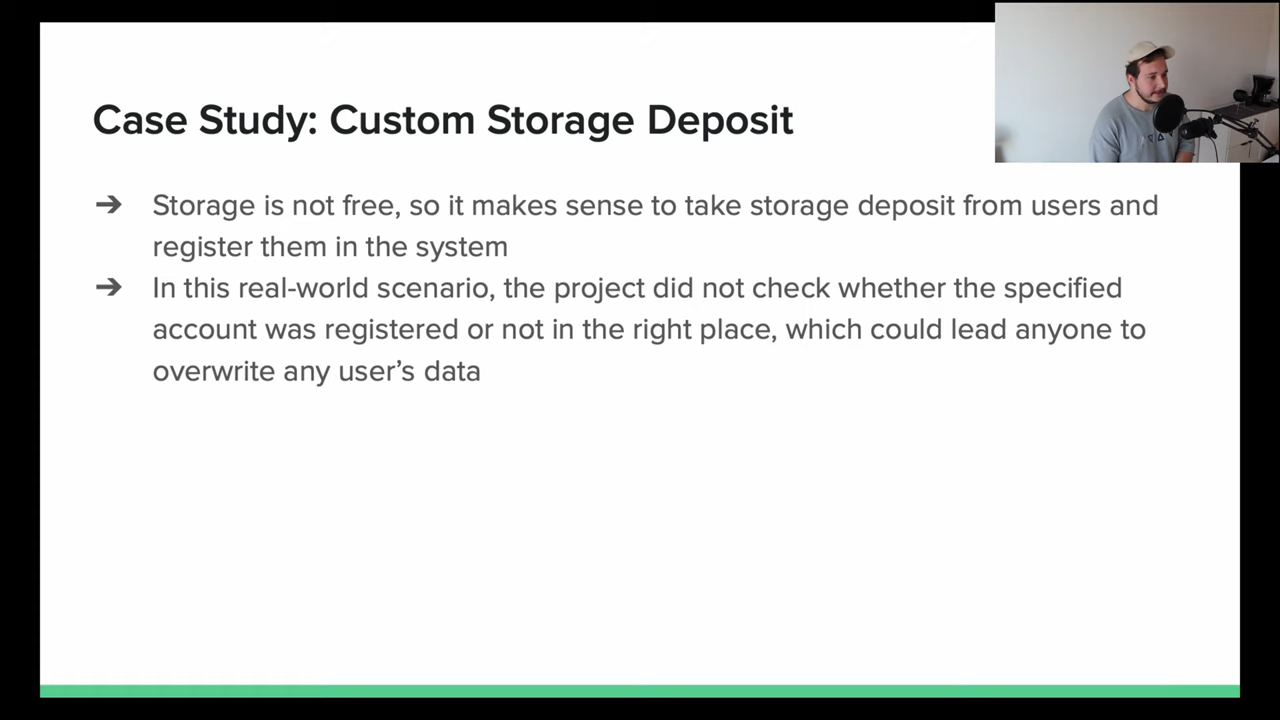 Case Study: Custom Storage Deposit
➔ Storage is not free, so it makes sense to take storage deposit from users and
register them in the system
➔ In this real-world scenario, the project did not check whether the specified
account was registered or not in the right place, which could lead anyone to
overwrite any user’s data